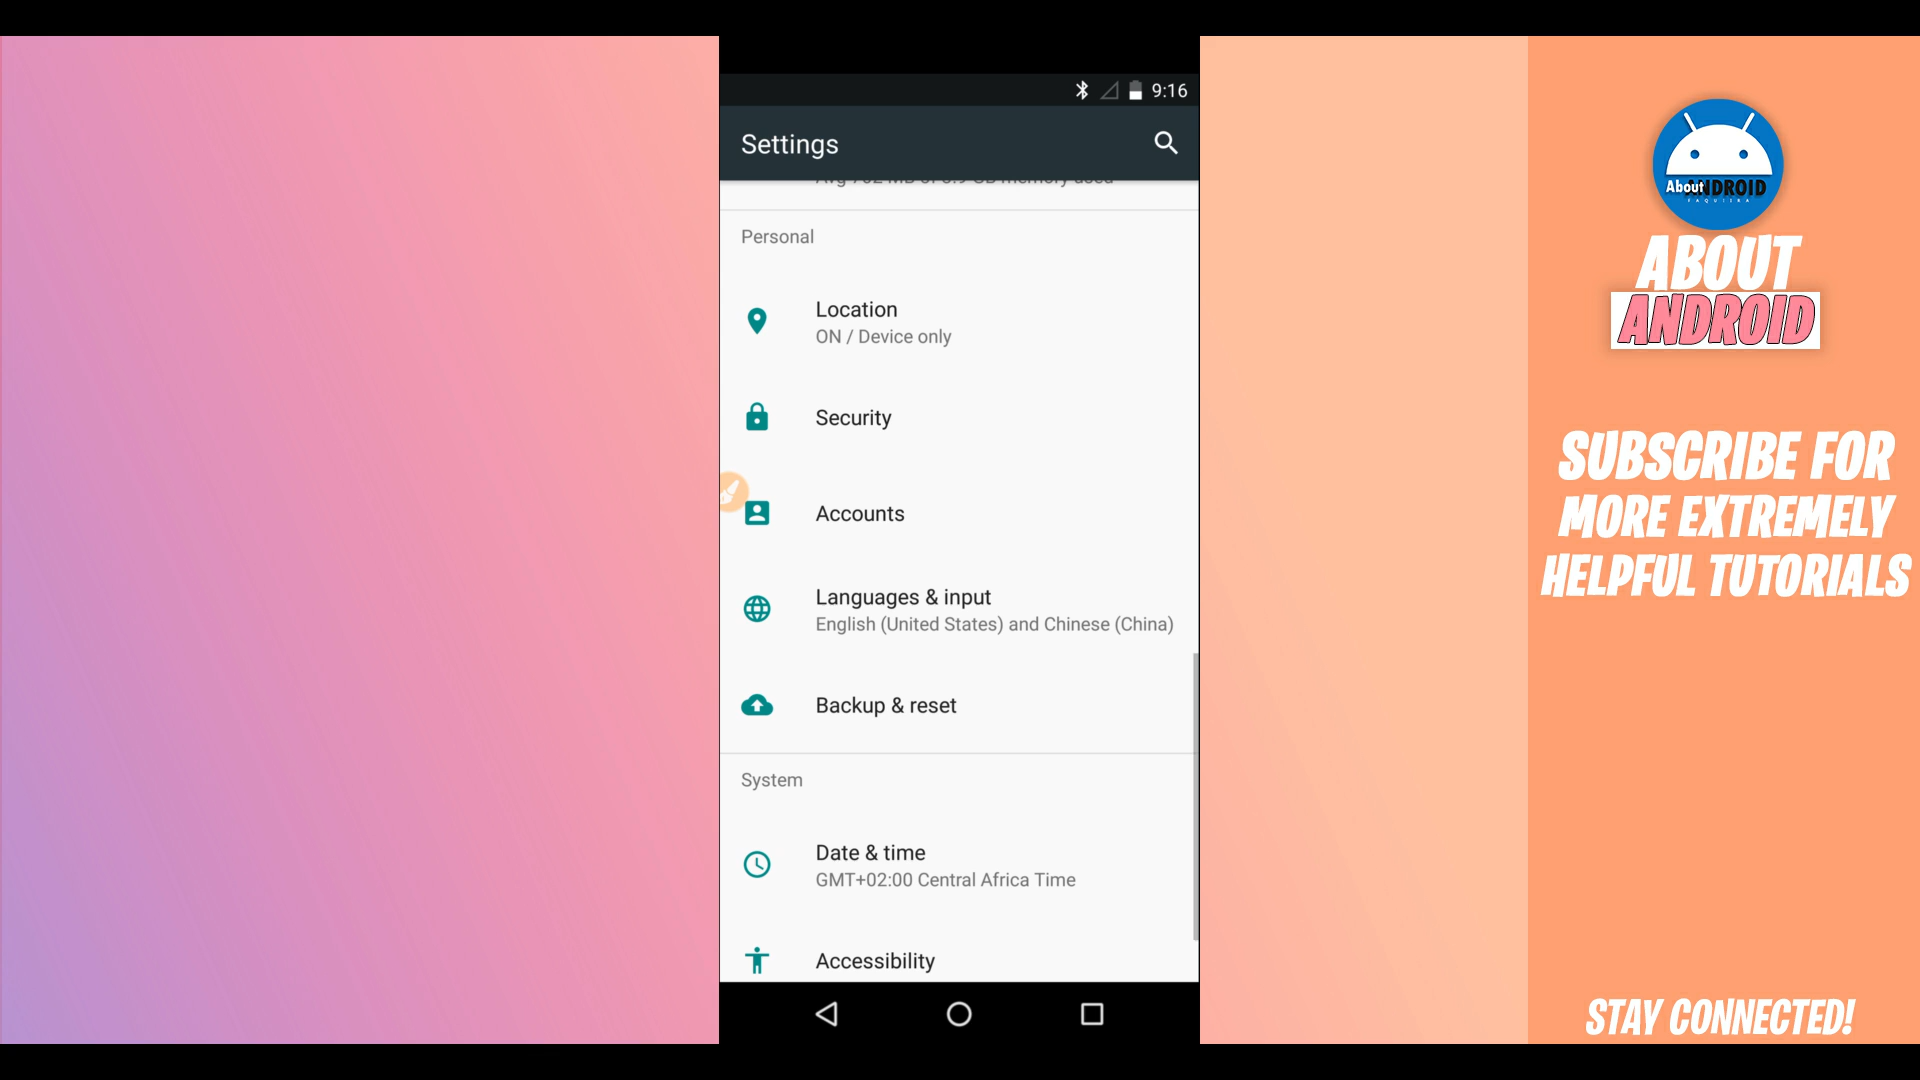 9:16
Settings
Personal
Location
ON / Device only
Security
Accounts
Languages & input
English (United States) and Chinese (China)
Backup & reset
System
Date & time
GMT+02:00 Central Africa Time
Accessibility
About ANDROID
FAQUIIRA
ABOUT
ANDROID
SUBSCRIBE FOR
MORE EXTREMELY
HELPFUL TUTORIALS
STAY CONNECTED!